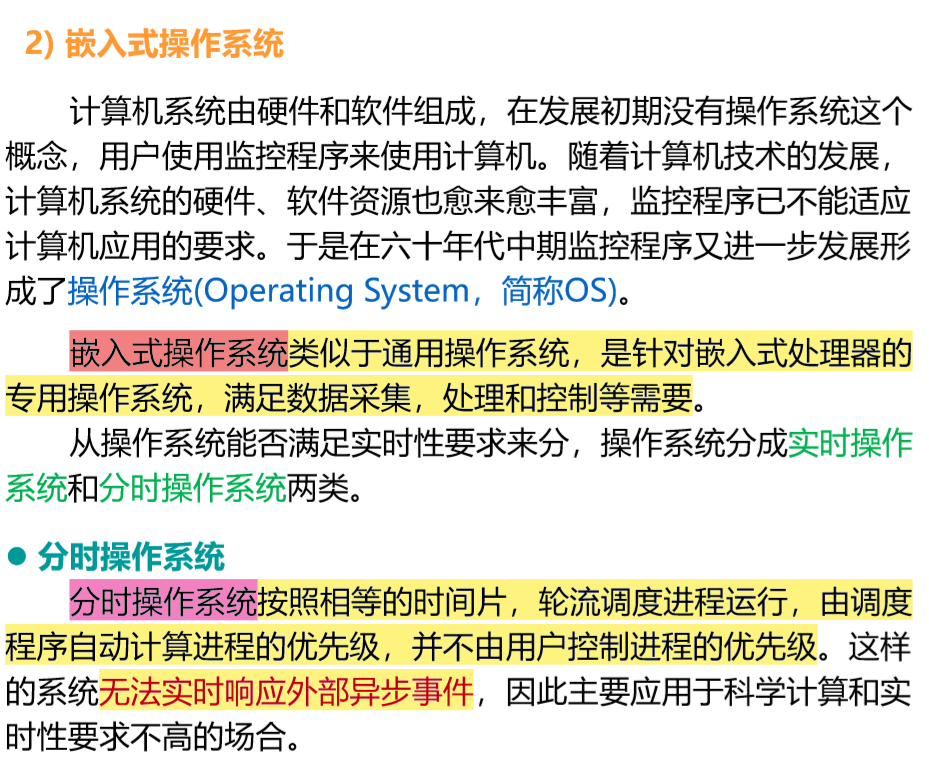 2) 嵌入式操作系统
计算机系统由硬件和软件组成，在发展初期没有操作系统这个
概念，用户使用监控程序来使用计算机。随着计算机技术的发展，
计算机系统的硬件、软件资源也愈来愈丰富，监控程序已不能适应
计算机应用的要求。于是在六十年代中期监控程序又进一步发展形
成了操作系统(Operating System，简称OS)。
嵌入式操作系统类似于通用操作系统，是针对嵌入式处理器的
专用操作系统，满足数据采集，处理和控制等需要。
从操作系统能否满足实时性要求来分，操作系统分成实时操作
系统和分时操作系统两类。
● 分时操作系统
分时操作系统按照相等的时间片，轮流调度进程运行，由调度
程序自动计算进程的优先级，并不由用户控制进程的优先级。这样
的系统无法实时响应外部异步事件，因此主要应用于科学计算和实
时性要求不高的场合。